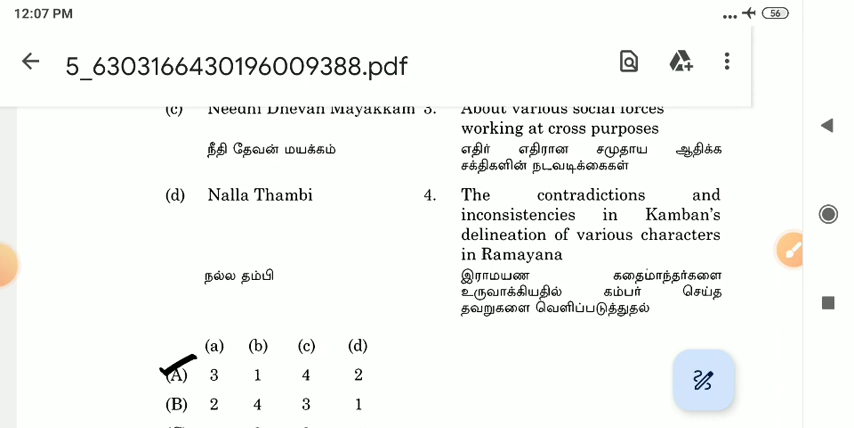 12:07 PM
56
5_6303166430196009388.pdf
(c) Needhi Dhevan Mayakkam 3. About various social forces
working at cross purposes
நீதி தேவன் மயக்கம் எதிர் எதிரான சமுதாய ஆதிக்க
சக்திகளின் நடவடிக்கைகள்
(d) Nalla Thambi 4. The contradictions and
inconsistencies in Kamban's
delineation of various characters
in Ramayana
நல்ல தம்பி இராமயண கதைமாந்தர்களை
உருவாக்கியதில் கம்பர் செய்த
தவறுகளை வெளிப்படுத்துதல்
(a) (b) (c) (d)
(A) 3 1 4 2
(B) 2 4 3 1